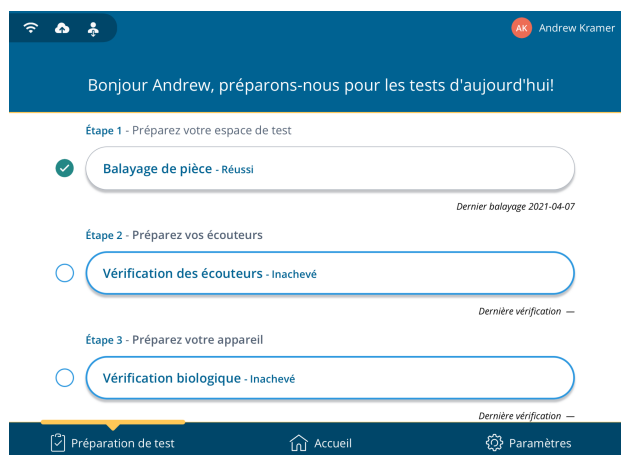 AK Andrew Kramer
Bonjour Andrew, préparons-nous pour les tests d'aujourd'hui!
Étape 1 - Préparez votre espace de test
Balayage de pièce - Réussi
Dernier balayage 2021-04-07
Étape 2 - Préparez vos écouteurs
Vérification des écouteurs - Inachevé
Dernière vérification —
Étape 3 - Préparez votre appareil
Vérification biologique - Inachevé
Dernière vérification —
Préparation de test Accueil Paramètres